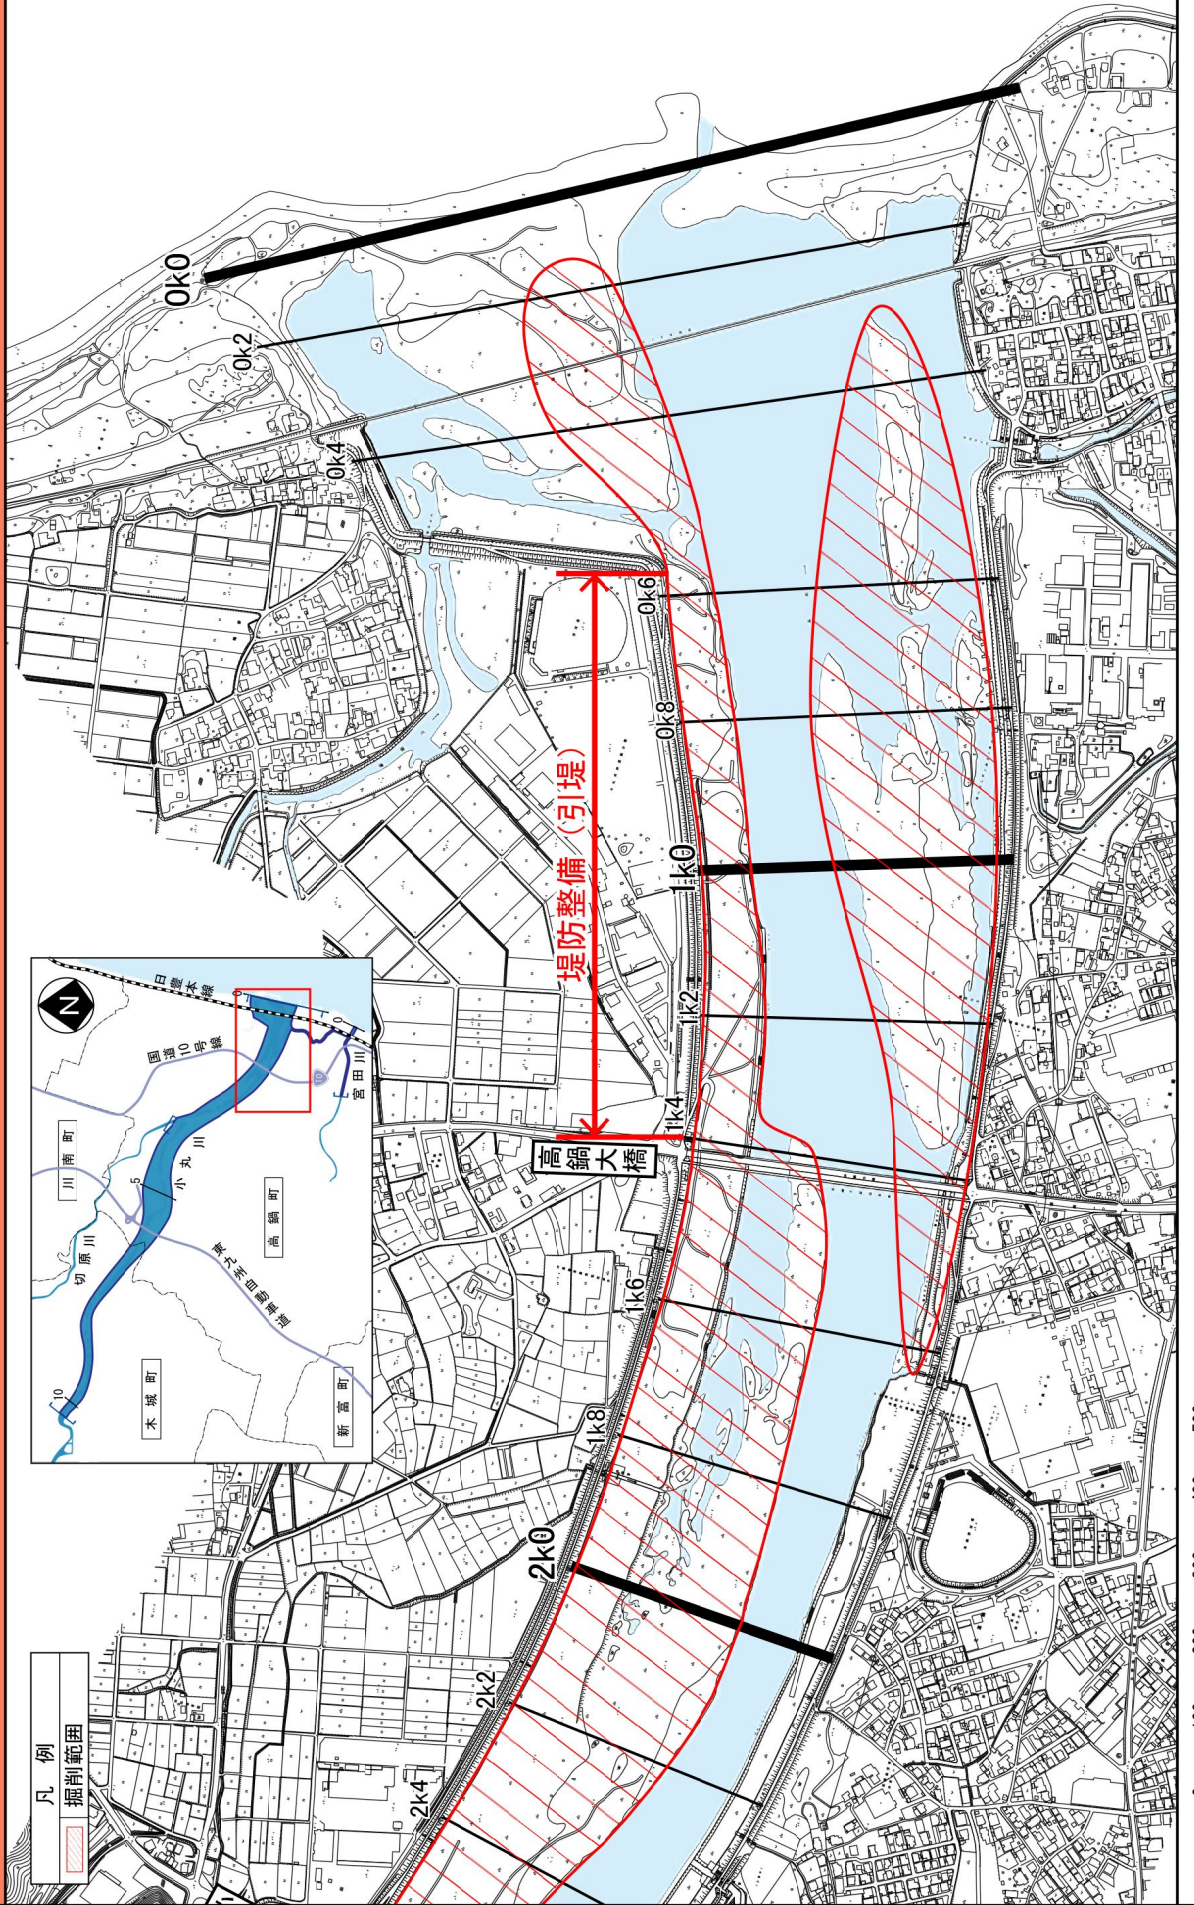 凡 例
掘削範囲
N
日豊本線
国道10号線
10
宮田川
川南町
小丸川
切原川
高鍋町
東九州自動車道
木城町
新富町
0
0
5
10
堤防整備（引堤）
高鍋大橋
0k0
0k2
0k4
0k6
0k8
1k0
1k2
1k4
1k6
1k8
2k0
2k2
2k4